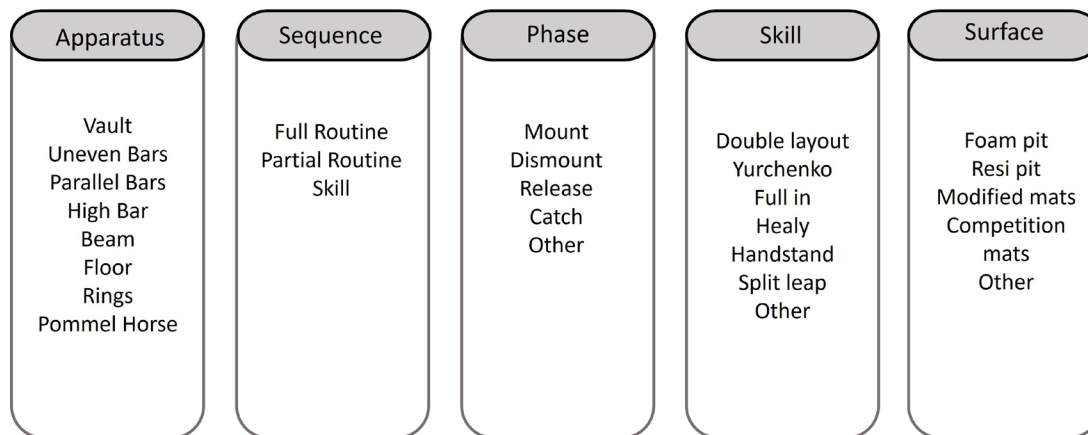 Apparatus
Vault
Uneven Bars
Parallel Bars
High Bar
Beam
Floor
Rings
Pommel Horse
Sequence
Full Routine
Partial Routine
Skill
Phase
Mount
Dismount
Release
Catch
Other
Skill
Double layout
Yurchenko
Full in
Healy
Handstand
Split leap
Other
Surface
Foam pit
Resi pit
Modified mats
Competition
mats
Other